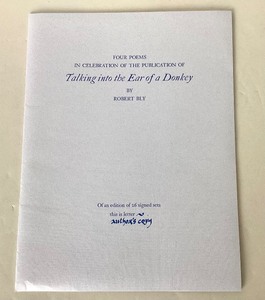 FOUR POEMS
IN CELEBRATION OF THE PUBLICATION OF
Talking into the Ear of a Donkey
BY
ROBERT BLY
Of an edition of 26 signed sets
this is letter ~
author's copy